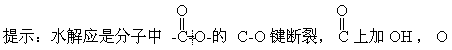 提示：水解应是分子中 -C(=O)-O-的 C-O 键断裂，C(=O) 上加 OH， O